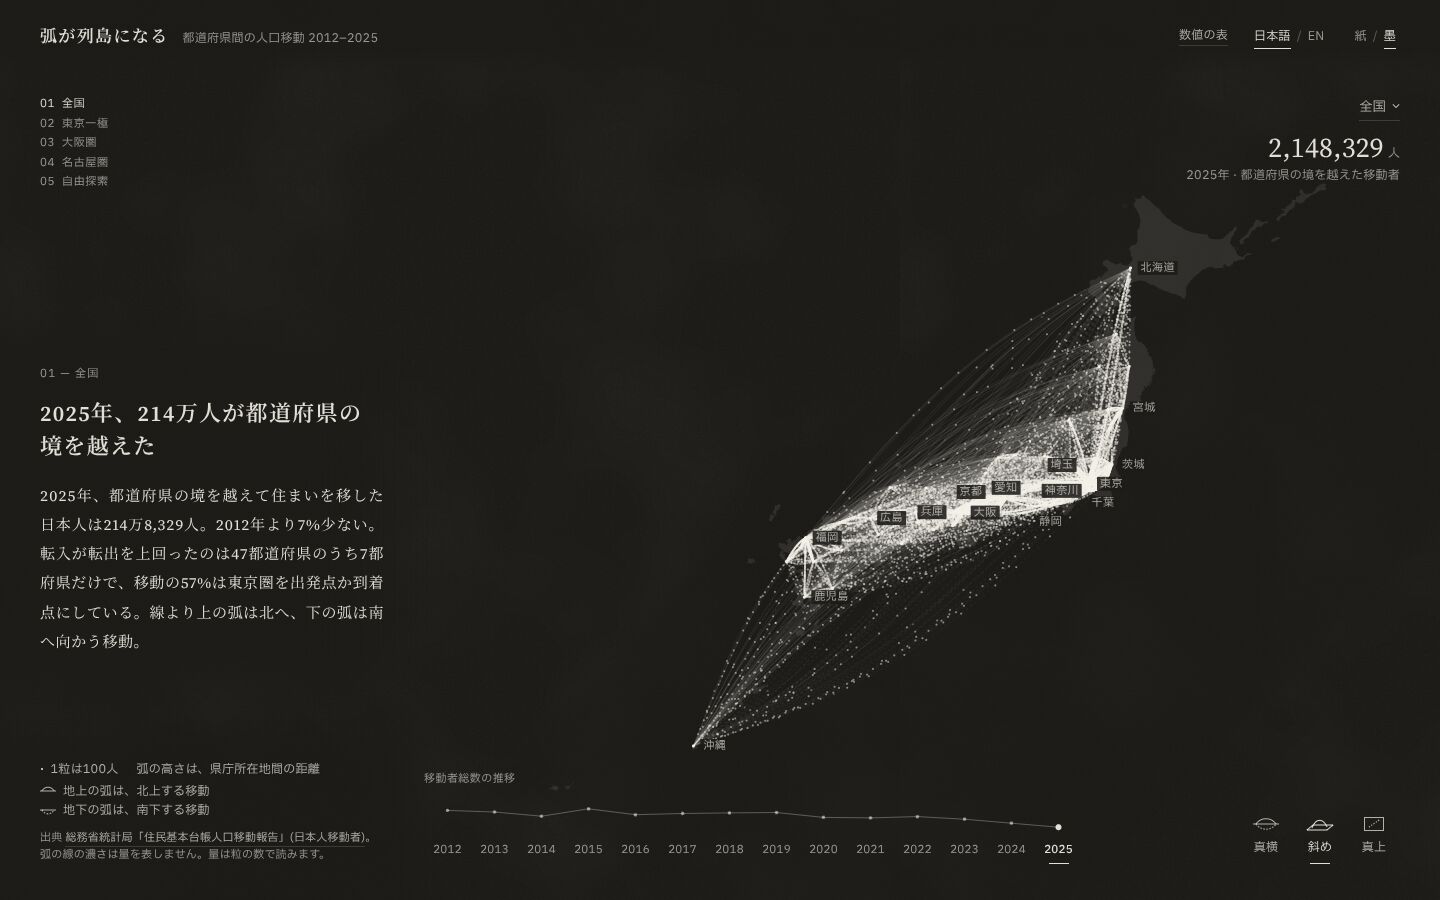 弧が列島になる 都道府県間の人口移動 2012–2025
数値の表 日本語 / EN 紙 / 墨
01 全国
02 東京一極
03 大阪圏
04 名古屋圏
05 自由探索
全国
2,148,329 人
2025年 · 都道府県の境を越えた移動者
01 — 全国
2025年、214万人が都道府県の
境を越えた
2025年、都道府県の境を越えて住まいを移した
日本人は214万8,329人。2012年より7%少ない。
転入が転出を上回ったのは47都道府県のうち7都
府県だけで、移動の57%は東京圏を出発点か到着
点にしている。線より上の弧は北へ、下の弧は南
へ向かう移動。
北海道
宮城
茨城
埼玉
東京
千葉
神奈川
静岡
愛知
京都
大阪
兵庫
広島
福岡
鹿児島
沖縄
· 1粒は100人 弧の高さは、県庁所在地間の距離
地上の弧は、北上する移動
地下の弧は、南下する移動
出典 総務省統計局「住民基本台帳人口移動報告」(日本人移動者)。
弧の線の濃さは量を表しません。量は粒の数で読みます。
移動者総数の推移
2012 2013 2014 2015 2016 2017 2018 2019 2020 2021 2022 2023 2024 2025
真横 斜め 真上